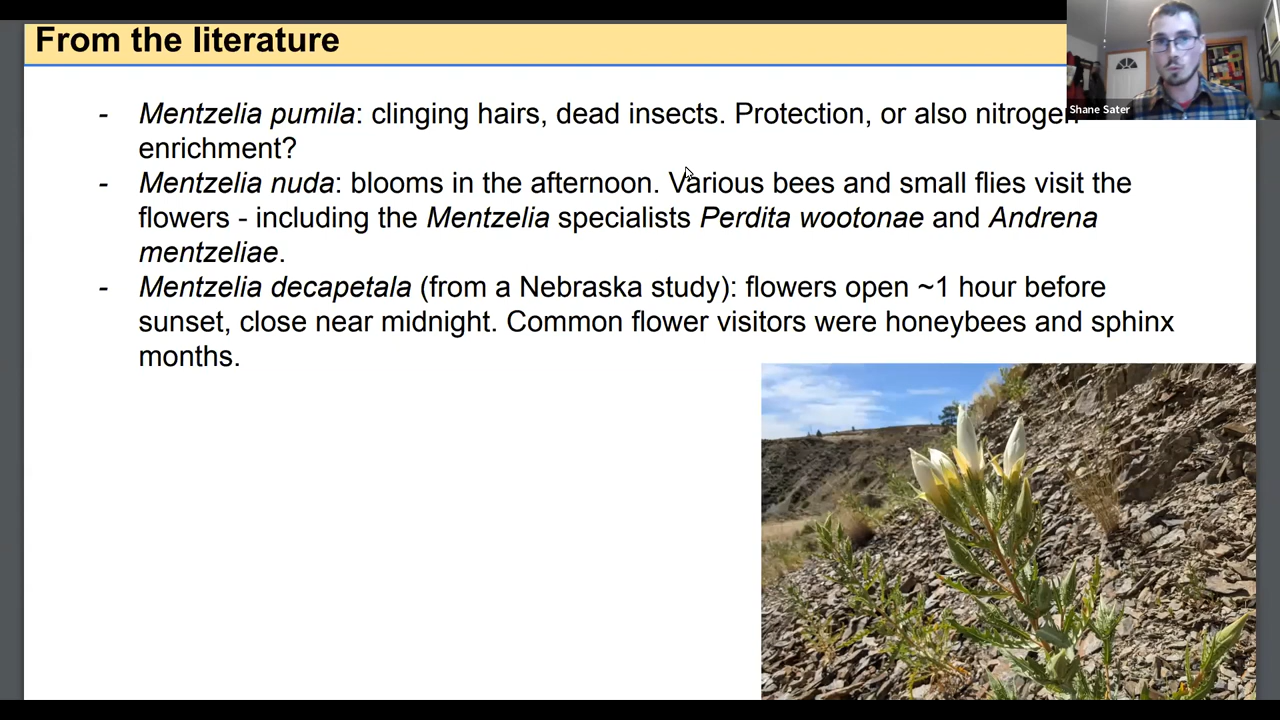 From the literature
Shane Sater
- Mentzelia pumila: clinging hairs, dead insects. Protection, or also nitrogen
enrichment?
- Mentzelia nuda: blooms in the afternoon. Various bees and small flies visit the
flowers - including the Mentzelia specialists Perdita wootonae and Andrena
mentzeliae.
- Mentzelia decapetala (from a Nebraska study): flowers open ~1 hour before
sunset, close near midnight. Common flower visitors were honeybees and sphinx
months.